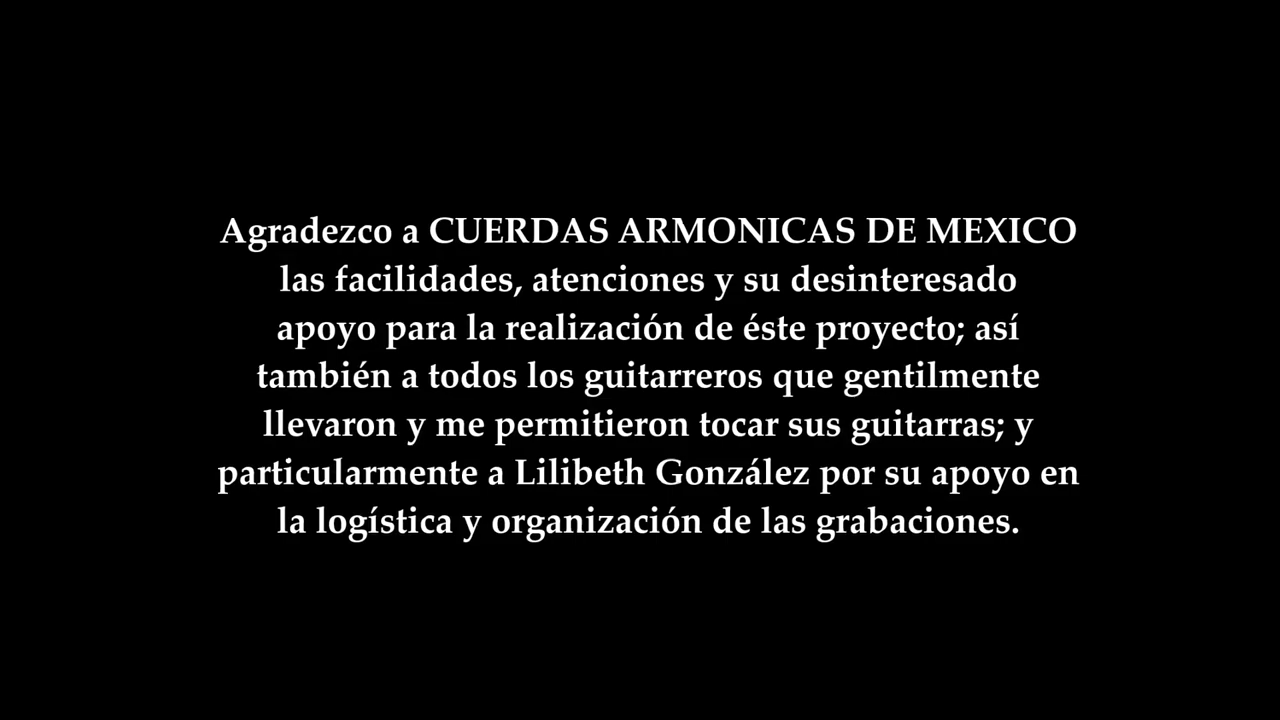 Agradezco a CUERDAS ARMONICAS DE MEXICO
las facilidades, atenciones y su desinteresado
apoyo para la realización de éste proyecto; así
también a todos los guitarreros que gentilmente
llevaron y me permitieron tocar sus guitarras; y
particularmente a Lilibeth González por su apoyo en
la logística y organización de las grabaciones.